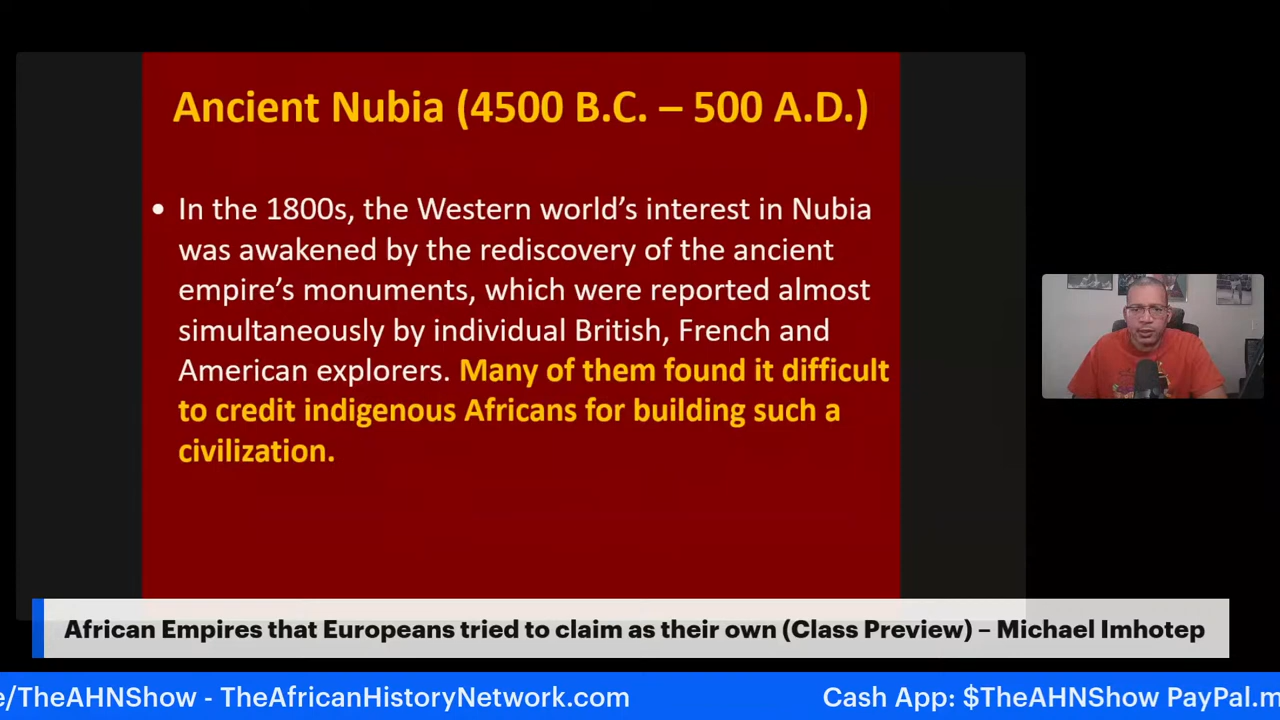 Ancient Nubia (4500 B.C. – 500 A.D.)
• In the 1800s, the Western world’s interest in Nubia
was awakened by the rediscovery of the ancient
empire’s monuments, which were reported almost
simultaneously by individual British, French and
American explorers. Many of them found it difficult
to credit indigenous Africans for building such a
civilization.
African Empires that Europeans tried to claim as their own (Class Preview) – Michael Imhotep
e/TheAHNShow - TheAfricanHistoryNetwork.com Cash App: $TheAHNShow PayPal.m